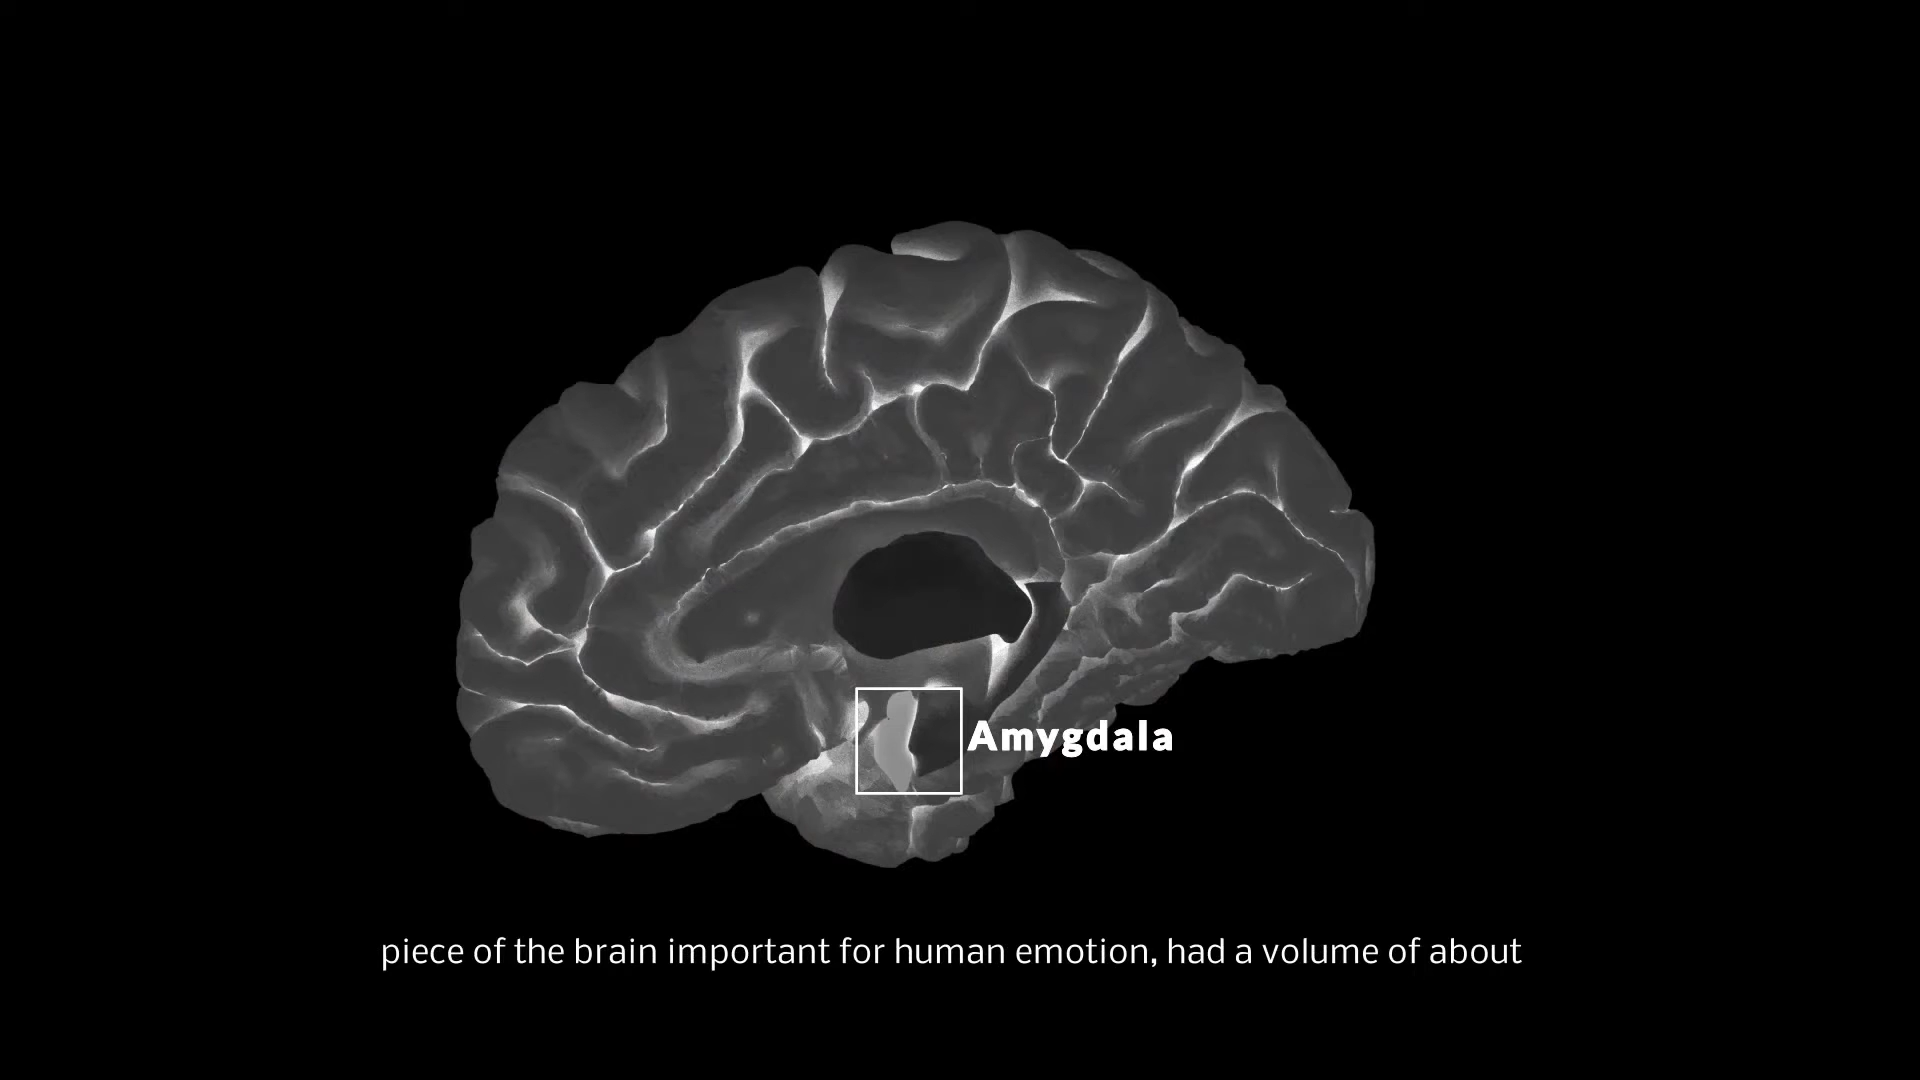 Amygdala
piece of the brain important for human emotion, had a volume of about